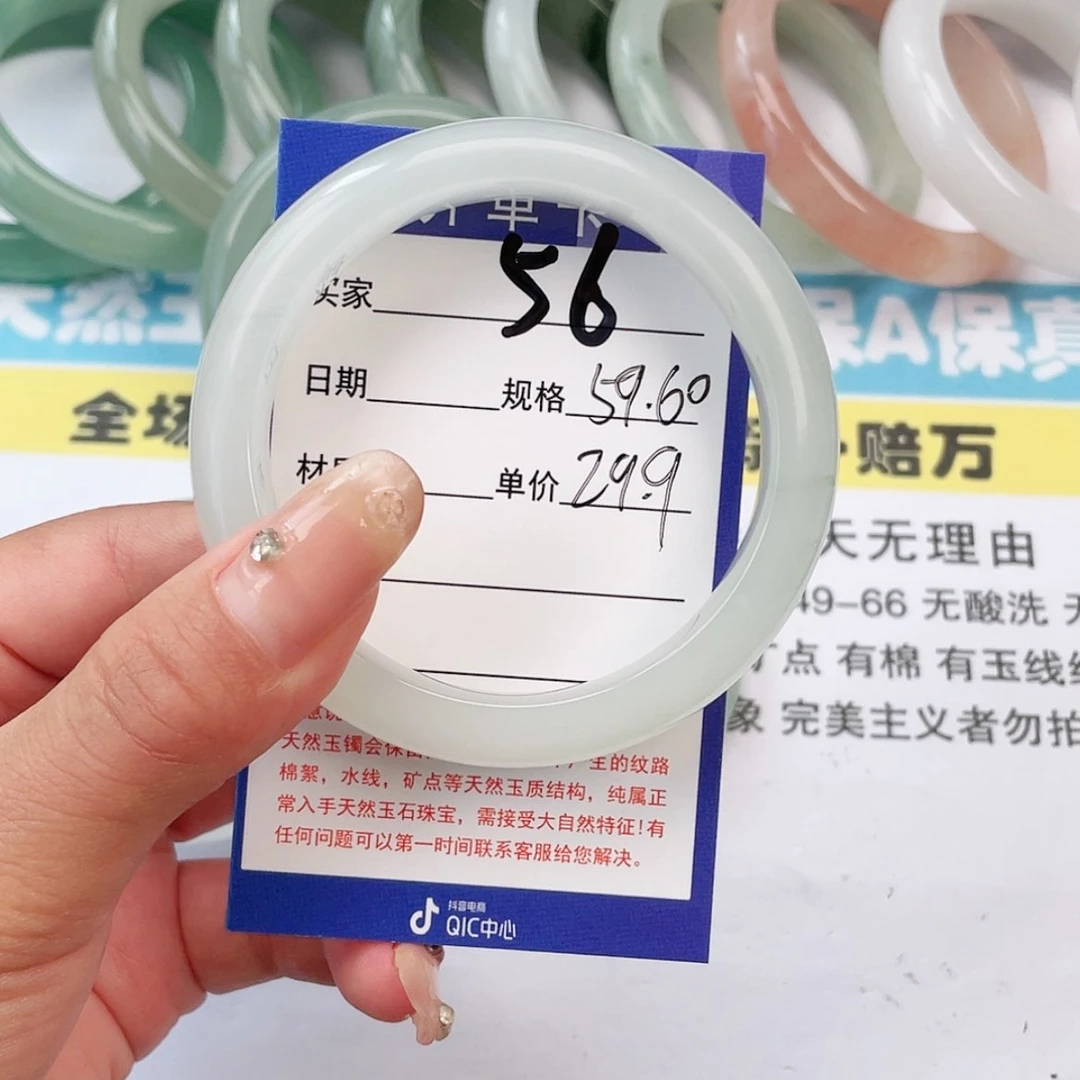 单卡
买家 56
日期 规格 59.60
单价 29.9
天然玉镯会保留
生的纹路
棉絮，水线，矿点等天然玉质结构，纯属正
常入手天然玉石珠宝，需接受大自然特征！有
任何问题可以第一时间联系客服给您解决。
抖音电商
QIC中心
天然
保A保真
全场
赔万
天无理由
49-66 无酸洗
矿点 有棉 有玉线
象 完美主义者勿拍